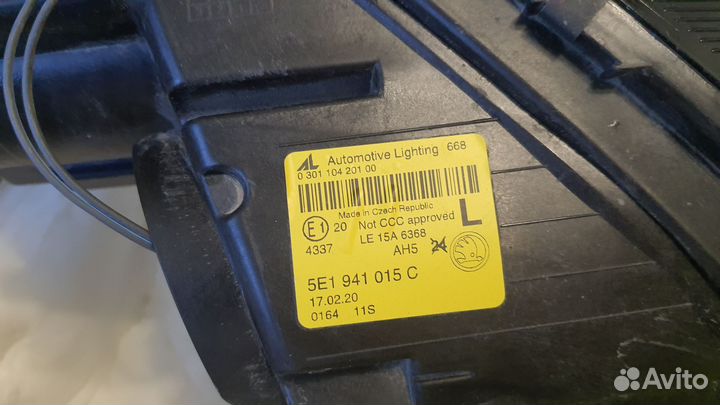 AL Automotive Lighting 668
0 301 104 201 00
Made in Czech Republic
E1 20 Not CCC approved L
4337 LE 15A 6368
AH5 24
5E1 941 015 C
17.02.20
0164 11S
Avito